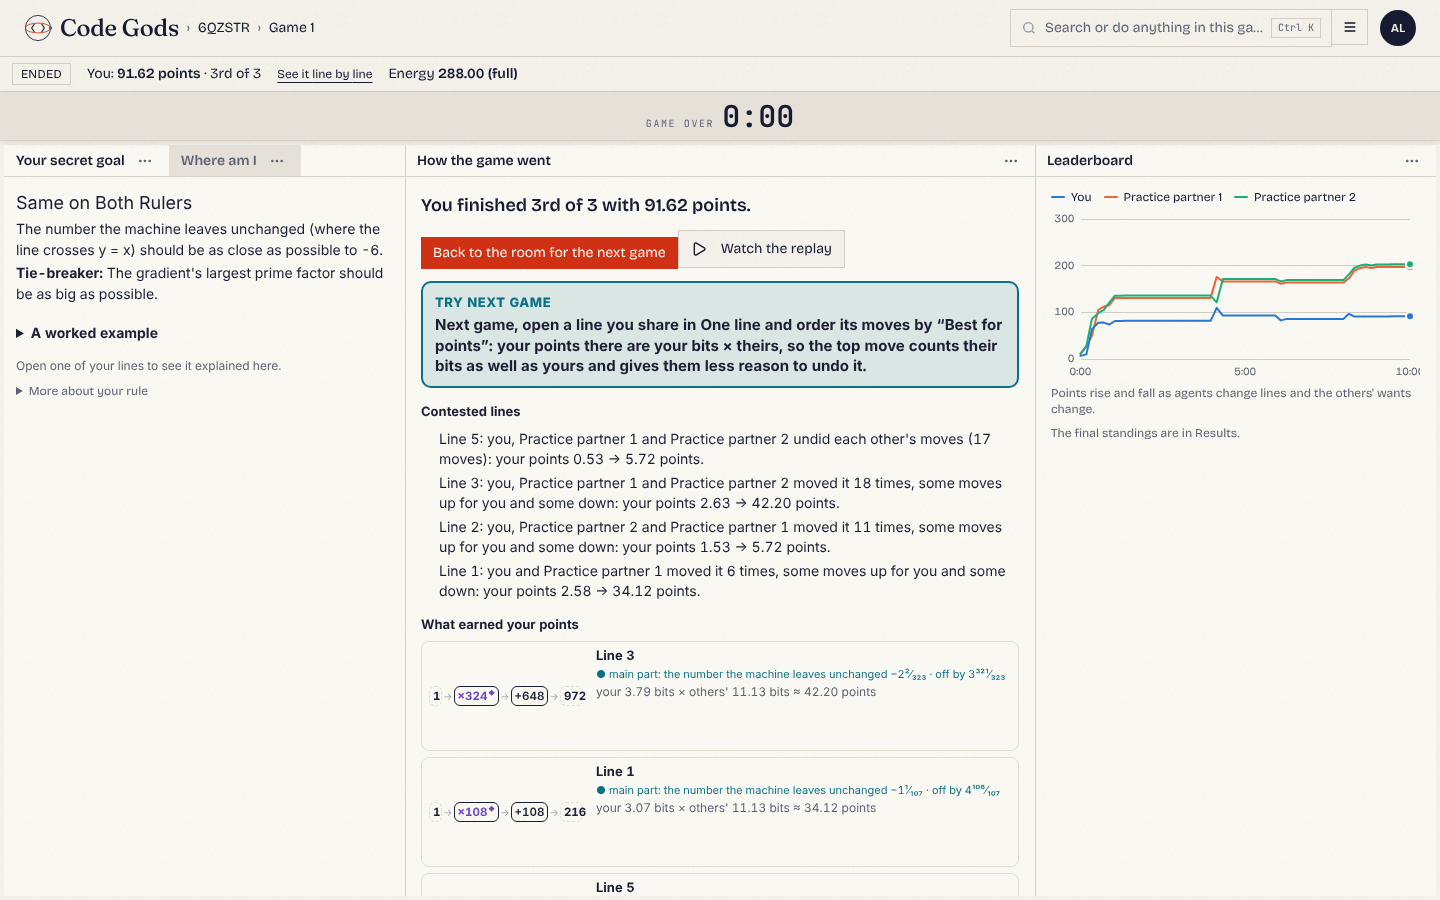 Code Gods › 6QZSTR › Game 1
Search or do anything in this ga... Ctrl K
AL
ENDED You: 91.62 points · 3rd of 3 See it line by line Energy 288.00 (full)
GAME OVER 0:00
Your secret goal ··· Where am I ···
Same on Both Rulers
The number the machine leaves unchanged (where the
line crosses y = x) should be as close as possible to -6.
Tie-breaker: The gradient's largest prime factor should
be as big as possible.
A worked example
Open one of your lines to see it explained here.
More about your rule
How the game went ···
You finished 3rd of 3 with 91.62 points.
Back to the room for the next game
Watch the replay
TRY NEXT GAME
Next game, open a line you share in One line and order its moves by “Best for
points”: your points there are your bits × theirs, so the top move counts their
bits as well as yours and gives them less reason to undo it.
Contested lines
Line 5: you, Practice partner 1 and Practice partner 2 undid each other's moves (17
moves): your points 0.53 → 5.72 points.
Line 3: you, Practice partner 1 and Practice partner 2 moved it 18 times, some moves
up for you and some down: your points 2.63 → 42.20 points.
Line 2: you, Practice partner 2 and Practice partner 1 moved it 11 times, some moves
up for you and some down: your points 1.53 → 5.72 points.
Line 1: you and Practice partner 1 moved it 6 times, some moves up for you and some
down: your points 2.58 → 34.12 points.
What earned your points
Line 3
main part: the number the machine leaves unchanged −2²⁄₃₂₃ · off by 3³²¹⁄₃₂₃
1 → ×324◆ → +648 → 972
your 3.79 bits × others' 11.13 bits ≈ 42.20 points
Line 1
main part: the number the machine leaves unchanged −1¹⁄₁₀₇ · off by 4¹⁰⁶⁄₁₀₇
1 → ×108◆ → +108 → 216
your 3.07 bits × others' 11.13 bits ≈ 34.12 points
Line 5
Leaderboard ···
You Practice partner 1 Practice partner 2
300
200
100
0
0:00 5:00 10:00
Points rise and fall as agents change lines and the others' wants
change.
The final standings are in Results.